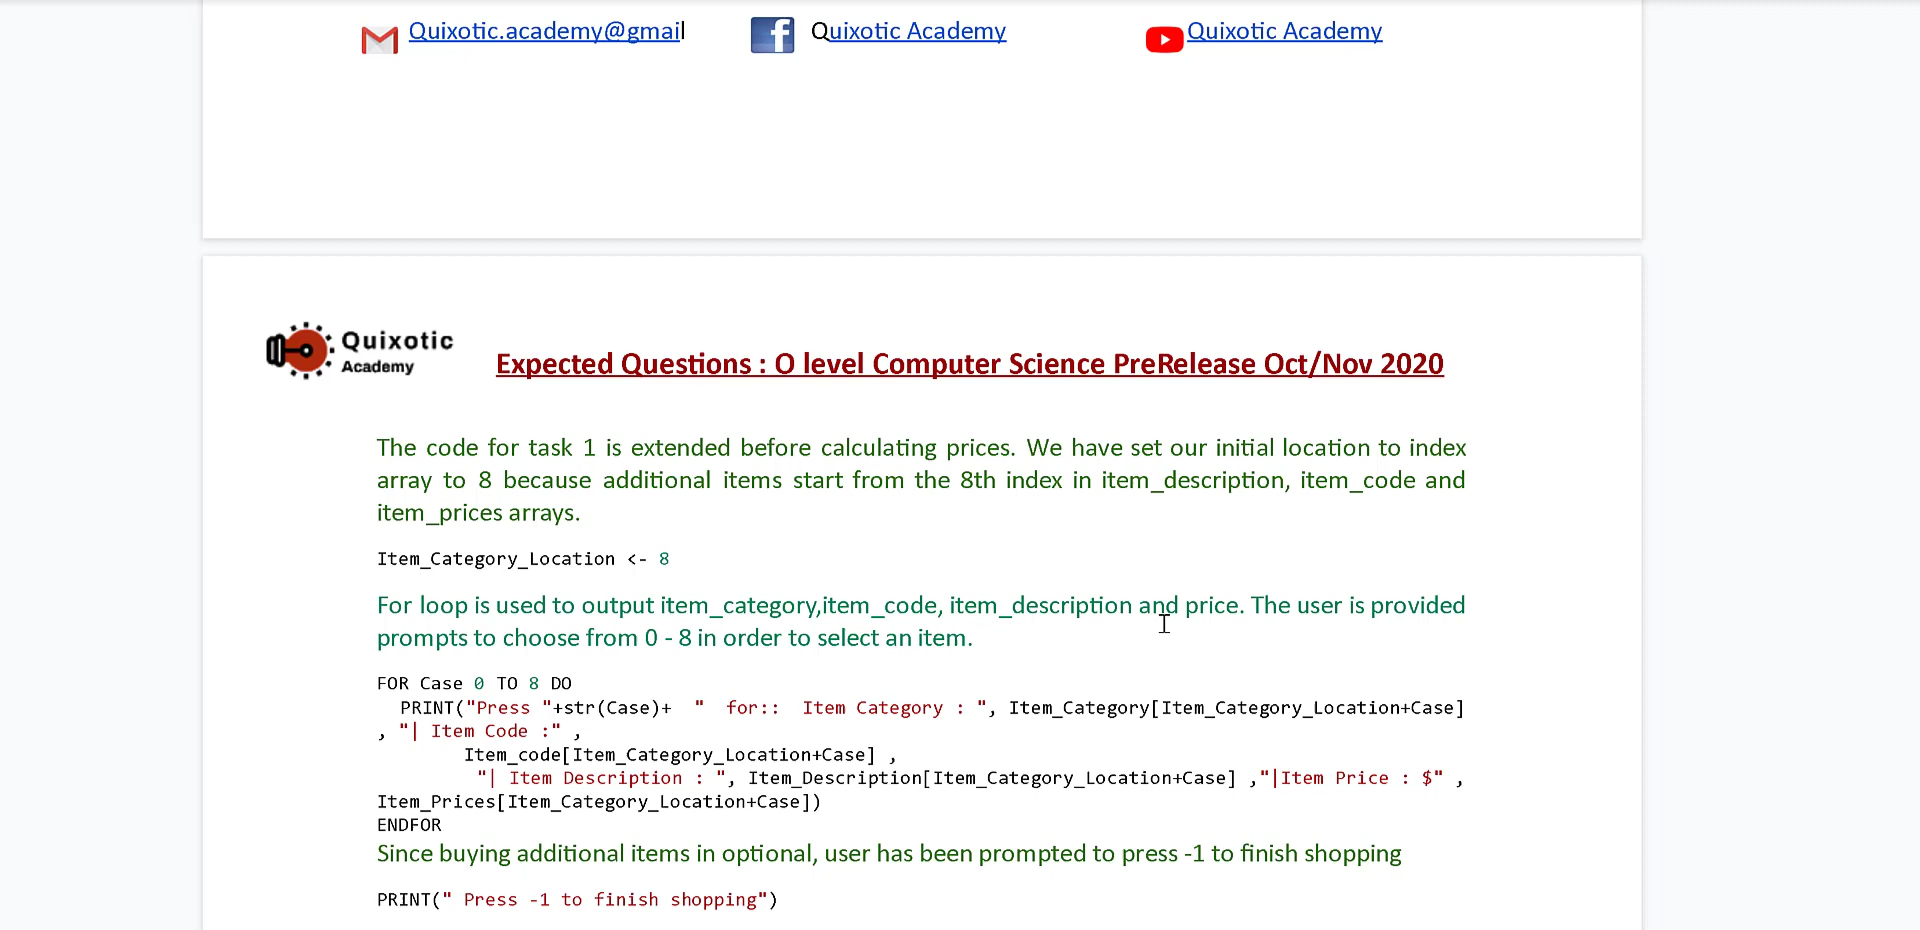 Quixotic.academy@gmail Quixotic Academy Quixotic Academy
Quixotic
Academy
Expected Questions : O level Computer Science PreRelease Oct/Nov 2020
The code for task 1 is extended before calculating prices. We have set our initial location to index
array to 8 because additional items start from the 8th index in item_description, item_code and
item_prices arrays.
Item_Category_Location <- 8
For loop is used to output item_category,item_code, item_description and price. The user is provided
prompts to choose from 0 - 8 in order to select an item.
FOR Case 0 TO 8 DO
PRINT("Press "+str(Case)+ " for:: Item Category : ", Item_Category[Item_Category_Location+Case]
, "| Item Code :" ,
Item_code[Item_Category_Location+Case] ,
"| Item Description : ", Item_Description[Item_Category_Location+Case] ,"|Item Price : $" ,
Item_Prices[Item_Category_Location+Case])
ENDFOR
Since buying additional items in optional, user has been prompted to press -1 to finish shopping
PRINT(" Press -1 to finish shopping")